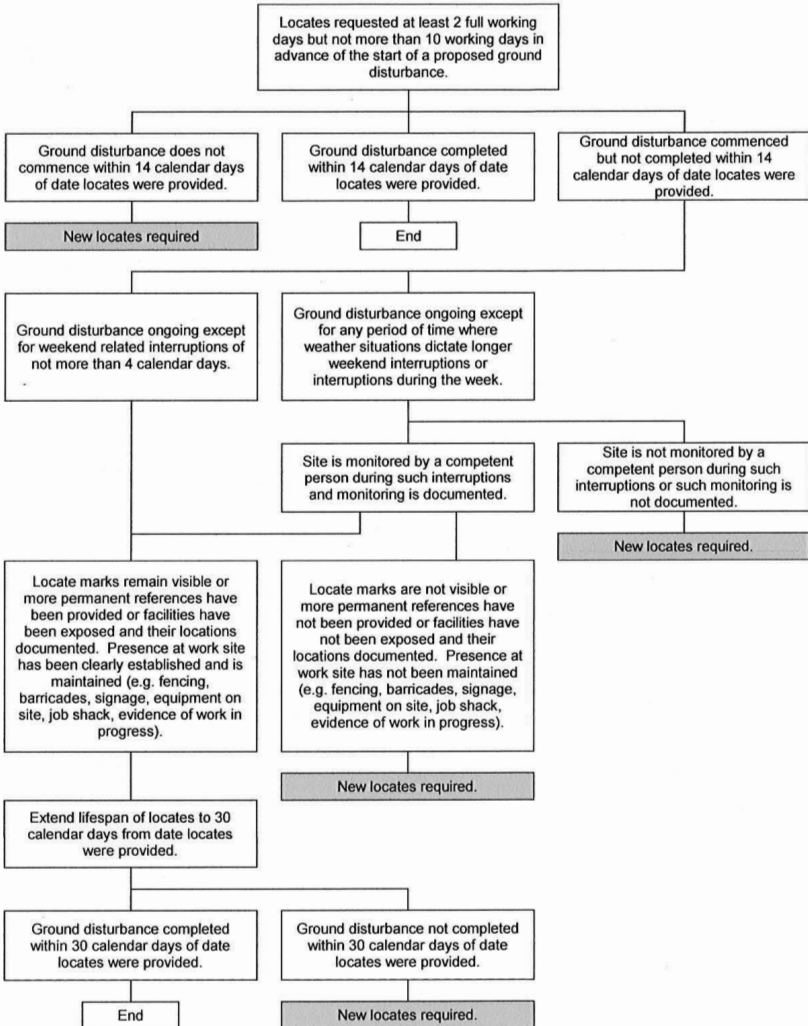 Locates requested at least 2 full working
days but not more than 10 working days in
advance of the start of a proposed ground
disturbance.
Ground disturbance does not
commence within 14 calendar days
of date locates were provided.
New locates required
Ground disturbance completed
within 14 calendar days of date
locates were provided.
End
Ground disturbance commenced
but not completed within 14
calendar days of date locates were
provided.
Ground disturbance ongoing except
for weekend related interruptions of
not more than 4 calendar days.
Ground disturbance ongoing except
for any period of time where
weather situations dictate longer
weekend interruptions or
interruptions during the week.
Site is monitored by a competent
person during such interruptions
and monitoring is documented.
Site is not monitored by a
competent person during such
interruptions or such monitoring is
not documented.
New locates required.
Locate marks remain visible or
more permanent references have
been provided or facilities have
been exposed and their locations
documented. Presence at work site
has been clearly established and is
maintained (e.g. fencing,
barricades, signage, equipment on
site, job shack, evidence of work in
progress).
Locate marks are not visible or
more permanent references have
not been provided or facilities have
not been exposed and their
locations documented. Presence at
work site has not been maintained
(e.g. fencing, barricades, signage,
equipment on site, job shack,
evidence of work in progress).
New locates required.
Extend lifespan of locates to 30
calendar days from date locates
were provided.
Ground disturbance completed
within 30 calendar days of date
locates were provided.
End
Ground disturbance not completed
within 30 calendar days of date
locates were provided.
New locates required.